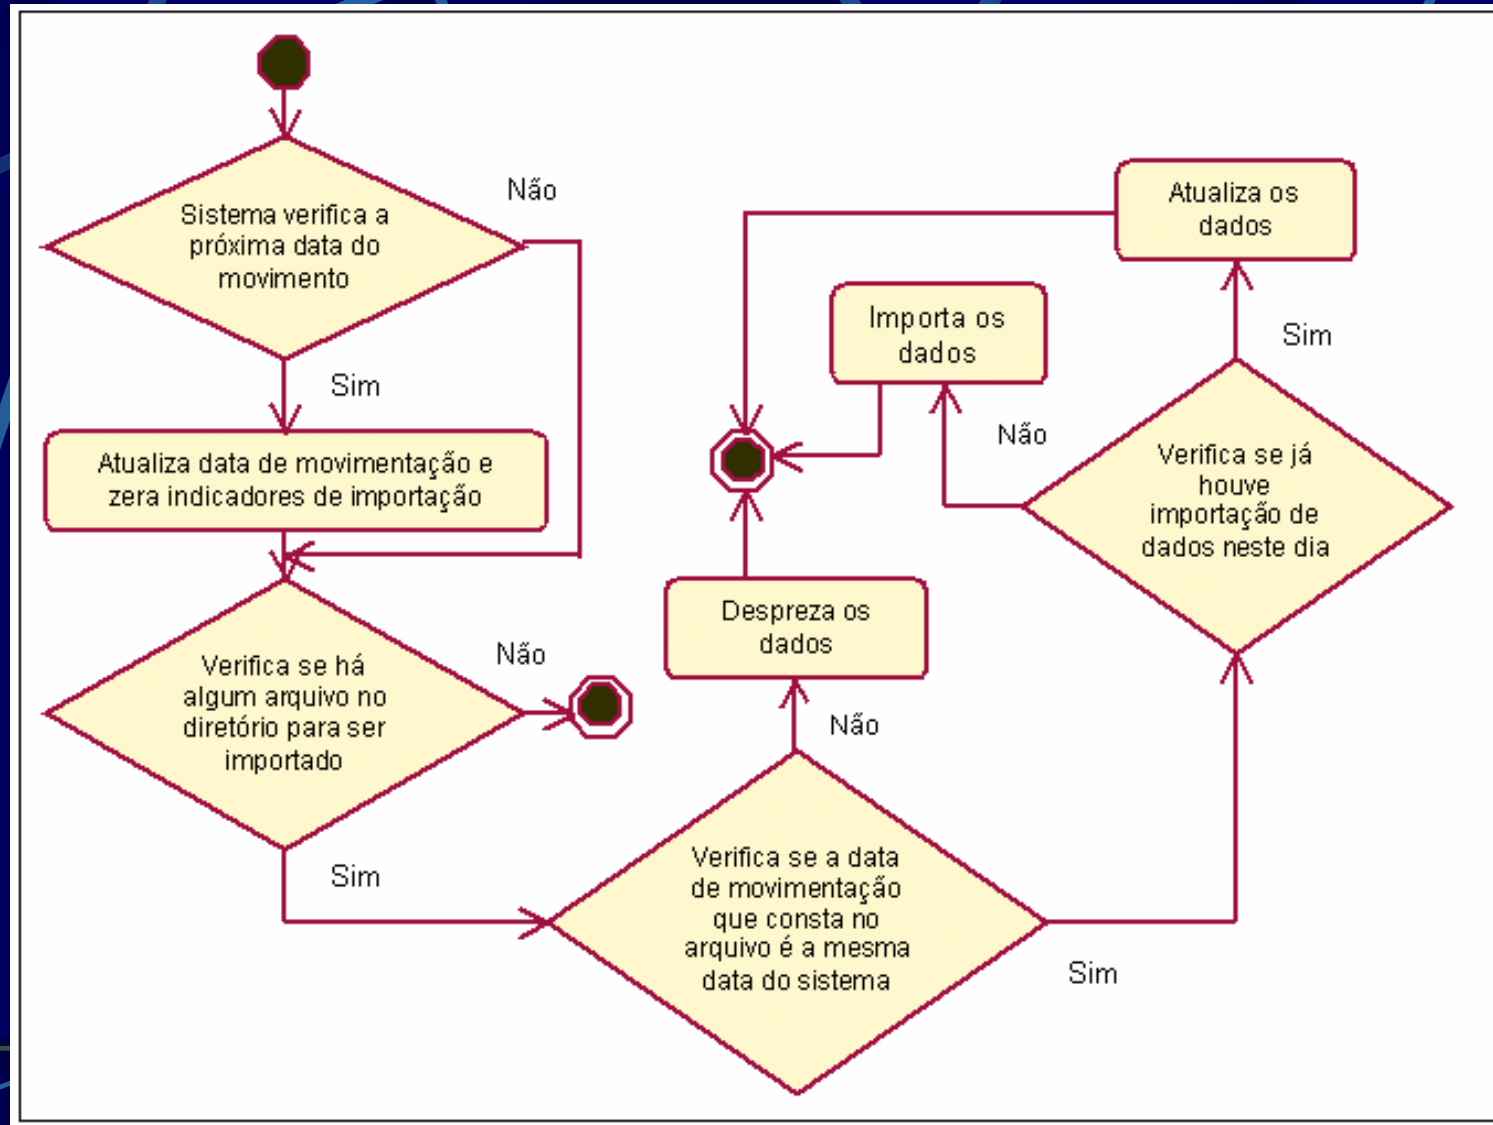 Sistema verifica a
próxima data do
movimento
Não
Sim
Atualiza data de movimentação e
zera indicadores de importação
Verifica se há
algum arquivo no
diretório para ser
importado
Não
Sim
Verifica se a data
de movimentação
que consta no
arquivo é a mesma
data do sistema
Não
Despreza os
dados
Sim
Verifica se já
houve
importação de
dados neste dia
Não
Importa os
dados
Sim
Atualiza os
dados